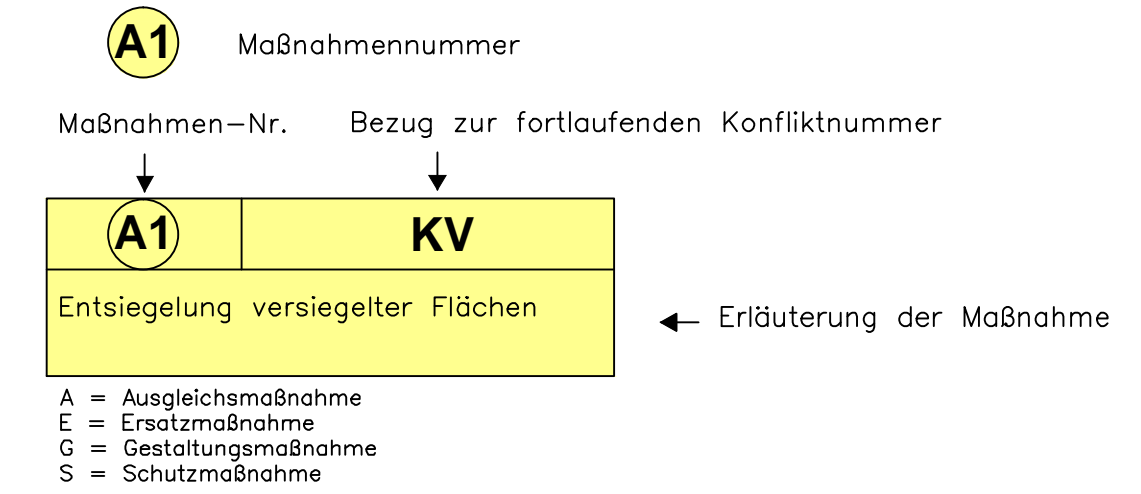 A1 Maßnahmennummer
Maßnahmen-Nr. Bezug zur fortlaufenden Konfliktnummer
A1 KV
Entsiegelung versiegelter Flächen
Erläuterung der Maßnahme
A = Ausgleichsmaßnahme
E = Ersatzmaßnahme
G = Gestaltungsmaßnahme
S = Schutzmaßnahme